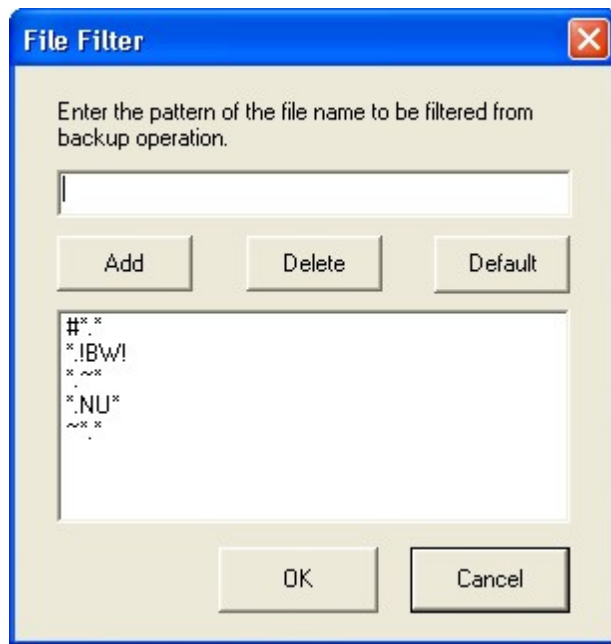 File Filter
Enter the pattern of the file name to be filtered from
backup operation.
Add Delete Default
#*.*
*.!BW!
*.~*
*.NU*
~*.*
OK Cancel